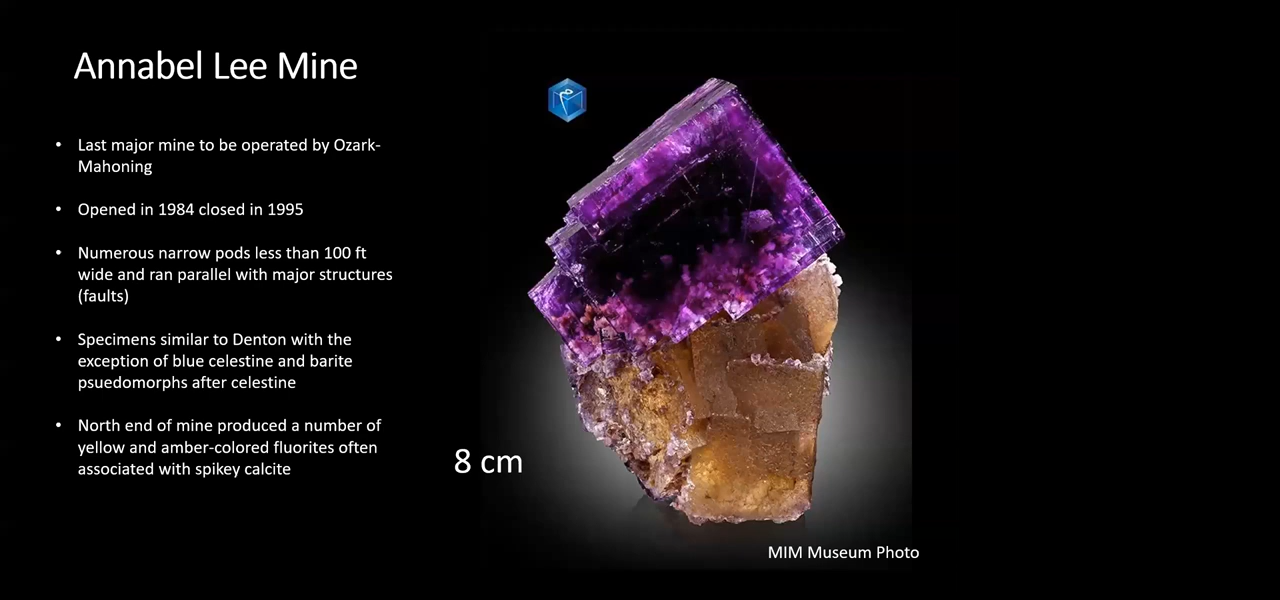 Annabel Lee Mine
• Last major mine to be operated by Ozark-
Mahoning
• Opened in 1984 closed in 1995
• Numerous narrow pods less than 100 ft
wide and ran parallel with major structures
(faults)
• Specimens similar to Denton with the
exception of blue celestine and barite
psuedomorphs after celestine
• North end of mine produced a number of
yellow and amber-colored fluorites often
associated with spikey calcite
8 cm
MIM Museum Photo